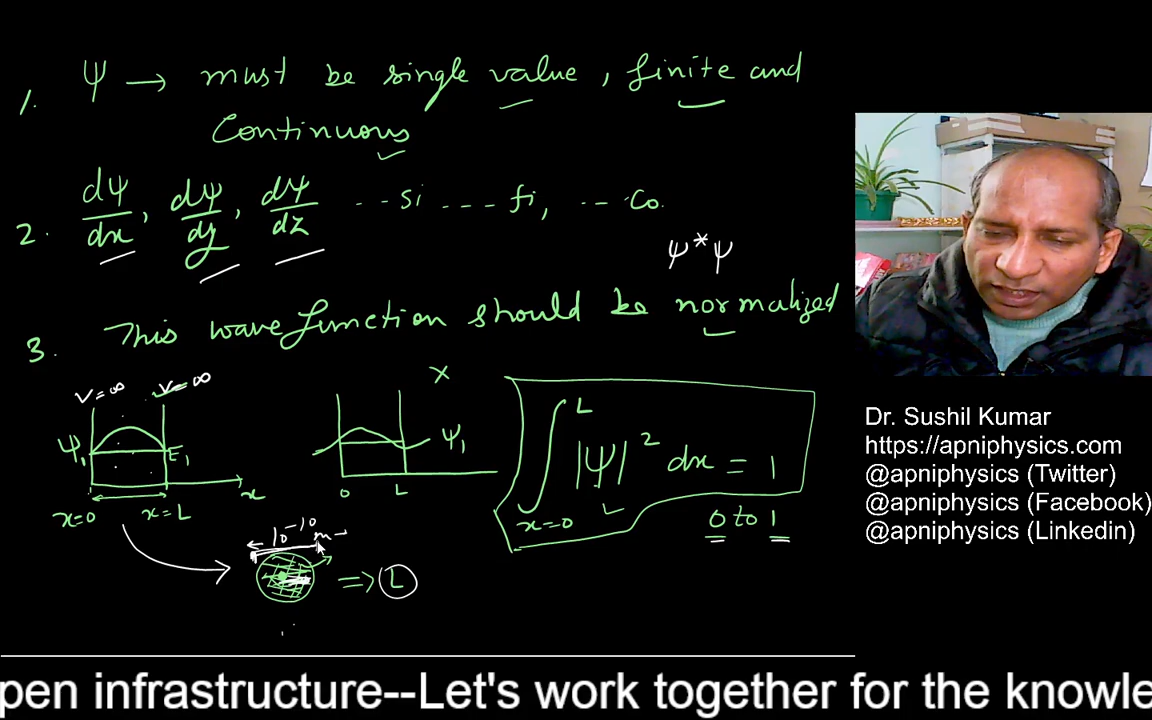 1. ψ → must be single value, finite and
Continuous
2. dψ/dx, dψ/dy, dψ/dz --si ---fi, --Co.
ψ*ψ
3. This wavefunction should be normalized
V=∞ V=∞
X
ψ₁ E₁ x
x=0 x=L
ψ₁
0 L
∫ x=0 L |ψ|² dx = 1
0 to 1
10⁻¹⁰ m
⇒ L
Dr. Sushil Kumar
https://apniphysics.com
@apniphysics (Twitter)
@apniphysics (Facebook)
@apniphysics (Linkedin)
pen infrastructure--Let's work together for the knowle